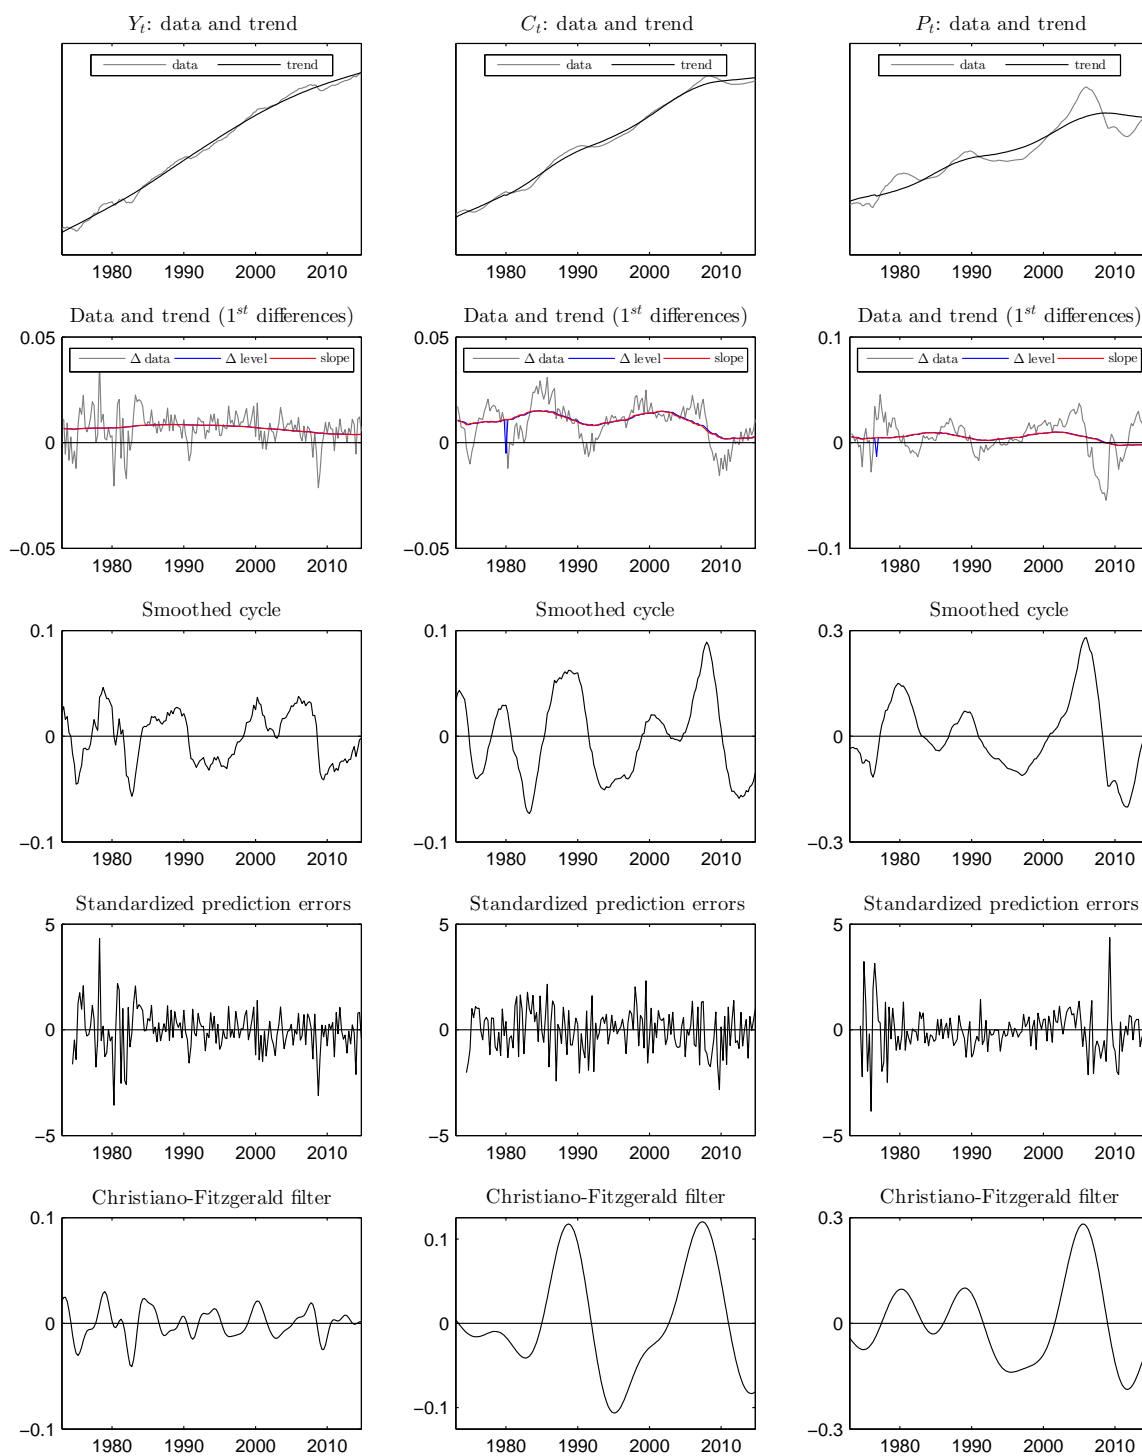 Y_t: data and trend
C_t: data and trend
P_t: data and trend
data trend
data trend
data trend
1980 1990 2000 2010
1980 1990 2000 2010
1980 1990 2000 2010
Data and trend (1^st differences)
Data and trend (1^st differences)
Data and trend (1^st differences)
0.05
0
−0.05
Δ data Δ level slope
1980 1990 2000 2010
0.05
0
−0.05
Δ data Δ level slope
1980 1990 2000 2010
0.1
0
−0.1
Δ data Δ level slope
1980 1990 2000 2010
Smoothed cycle
Smoothed cycle
Smoothed cycle
0.1
0
−0.1
1980 1990 2000 2010
0.1
0
−0.1
1980 1990 2000 2010
0.3
0
−0.3
1980 1990 2000 2010
Standardized prediction errors
Standardized prediction errors
Standardized prediction errors
5
0
−5
1980 1990 2000 2010
5
0
−5
1980 1990 2000 2010
5
0
−5
1980 1990 2000 2010
Christiano-Fitzgerald filter
Christiano-Fitzgerald filter
Christiano-Fitzgerald filter
0.1
0
−0.1
1980 1990 2000 2010
0.1
0
−0.1
1980 1990 2000 2010
0.3
0
−0.3
1980 1990 2000 2010